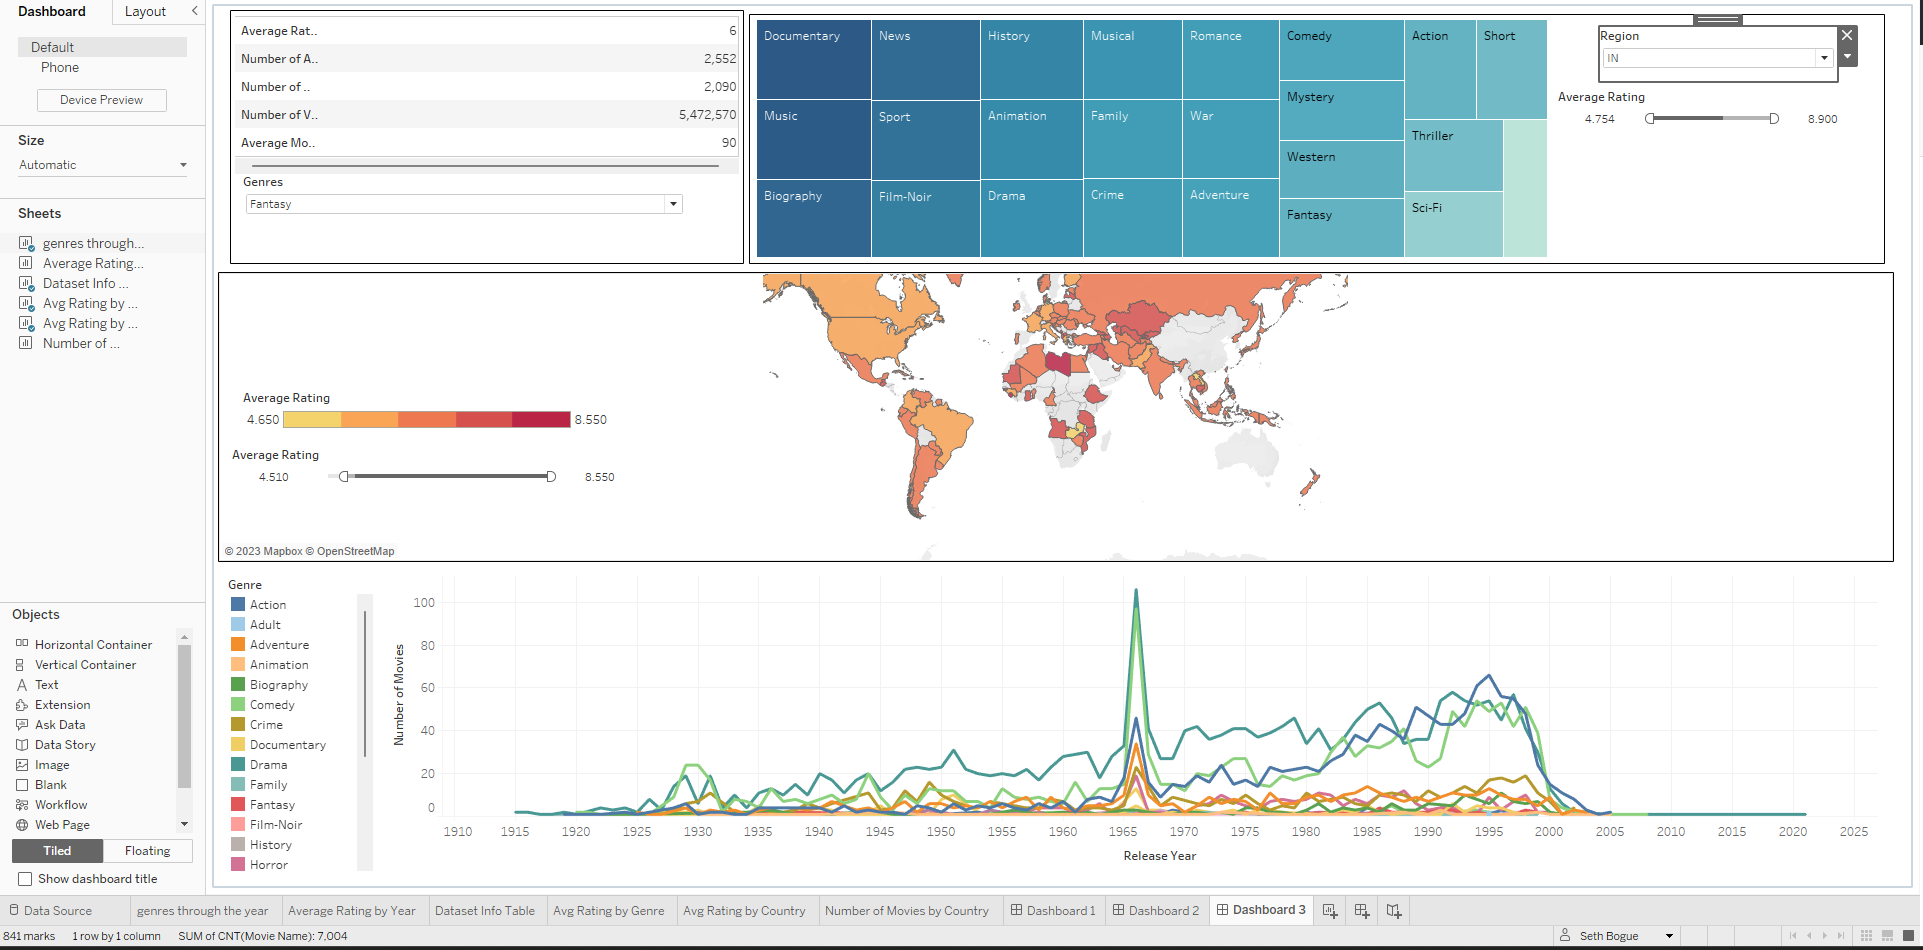 Dashboard
Layout
Default
Phone
Device Preview
Size
Automatic
Sheets
genres through...
Average Rating...
Dataset Info ...
Avg Rating by ...
Avg Rating by ...
Number of ...
Objects
Horizontal Container
Vertical Container
Text
Extension
Ask Data
Data Story
Image
Blank
Workflow
Web Page
Tiled
Floating
Show dashboard title
Average Rat.. 6
Number of A.. 2,552
Number of .. 2,090
Number of V.. 5,472,570
Average Mo.. 90
Genres
Fantasy
Documentary
News
History
Musical
Romance
Comedy
Action
Short
Mystery
Music
Sport
Animation
Family
War
Thriller
Western
Biography
Film-Noir
Drama
Crime
Adventure
Fantasy
Sci-Fi
Region
IN
Average Rating
4.754 8.900
Average Rating
4.650 8.550
Average Rating
4.510 8.550
© 2023 Mapbox © OpenStreetMap
Genre
Action
Adult
Adventure
Animation
Biography
Comedy
Crime
Documentary
Drama
Family
Fantasy
Film-Noir
History
Horror
Number of Movies
100
80
60
40
20
0
1910 1915 1920 1925 1930 1935 1940 1945 1950 1955 1960 1965 1970 1975 1980 1985 1990 1995 2000 2005 2010 2015 2020 2025
Release Year
Data Source
genres through the year
Average Rating by Year
Dataset Info Table
Avg Rating by Genre
Avg Rating by Country
Number of Movies by Country
Dashboard 1
Dashboard 2
Dashboard 3
841 marks 1 row by 1 column SUM of CNT(Movie Name): 7,004
Seth Bogue